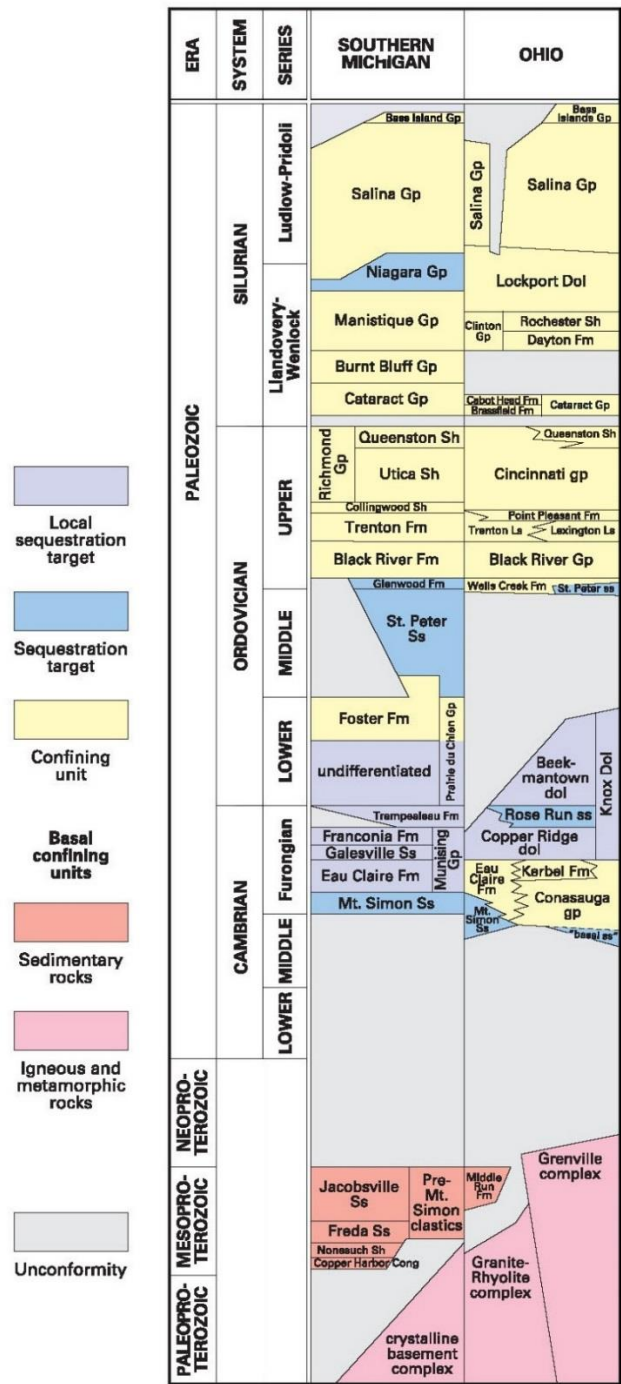 ERA
SYSTEM
SERIES
SOUTHERN
MICHIGAN
OHIO
PALEOZOIC
NEOPRO-
TEROZOIC
MESOPRO-
TEROZOIC
PALEOPRO-
TEROZOIC
SILURIAN
ORDOVICIAN
CAMBRIAN
Ludlow-Pridoli
Llandovery-
Wenlock
UPPER
MIDDLE
LOWER
Furongian
MIDDLE
LOWER
Bass Island Gp
Salina Gp
Niagara Gp
Manistique Gp
Burnt Bluff Gp
Cataract Gp
Richmond
Gp
Queenston Sh
Utica Sh
Collingwood Sh
Trenton Fm
Black River Fm
Glenwood Fm
St. Peter
Ss
Foster Fm
Prairie du Chien Gp
undifferentiated
Trempealeau Fm
Franconia Fm
Galesville Ss
Eau Claire Fm
Munising
Gp
Mt. Simon Ss
Jacobsville
Ss
Pre-
Mt.
Simon
clastics
Freda Ss
Nonsauch Sh
Copper Harbor Cong
crystalline
basement
complex
Bass
Islands Gp
Salina Gp
Salina Gp
Lockport Dol
Clinton
Gp
Rochester Sh
Dayton Fm
Cabot Head Fm
Brassfield Fm
Cataract Gp
Queenston Sh
Cincinnati gp
Point Pleasant Fm
Trenton Ls
Lexington Ls
Black River Gp
Wells Creek Fm
St. Peter ss
Beek-
mantown
dol
Knox Dol
Rose Run ss
Copper Ridge
dol
Eau
Claire
Fm
Kerbel Fm
Conasauga
gp
Mt.
Simon
Ss
"basal ss"
Middle
Run
Fm
Grenville
complex
Granite-
Rhyolite
complex
Local
sequestration
target
Sequestration
target
Confining
unit
Basal
confining
units
Sedimentary
rocks
Igneous and
metamorphic
rocks
Unconformity